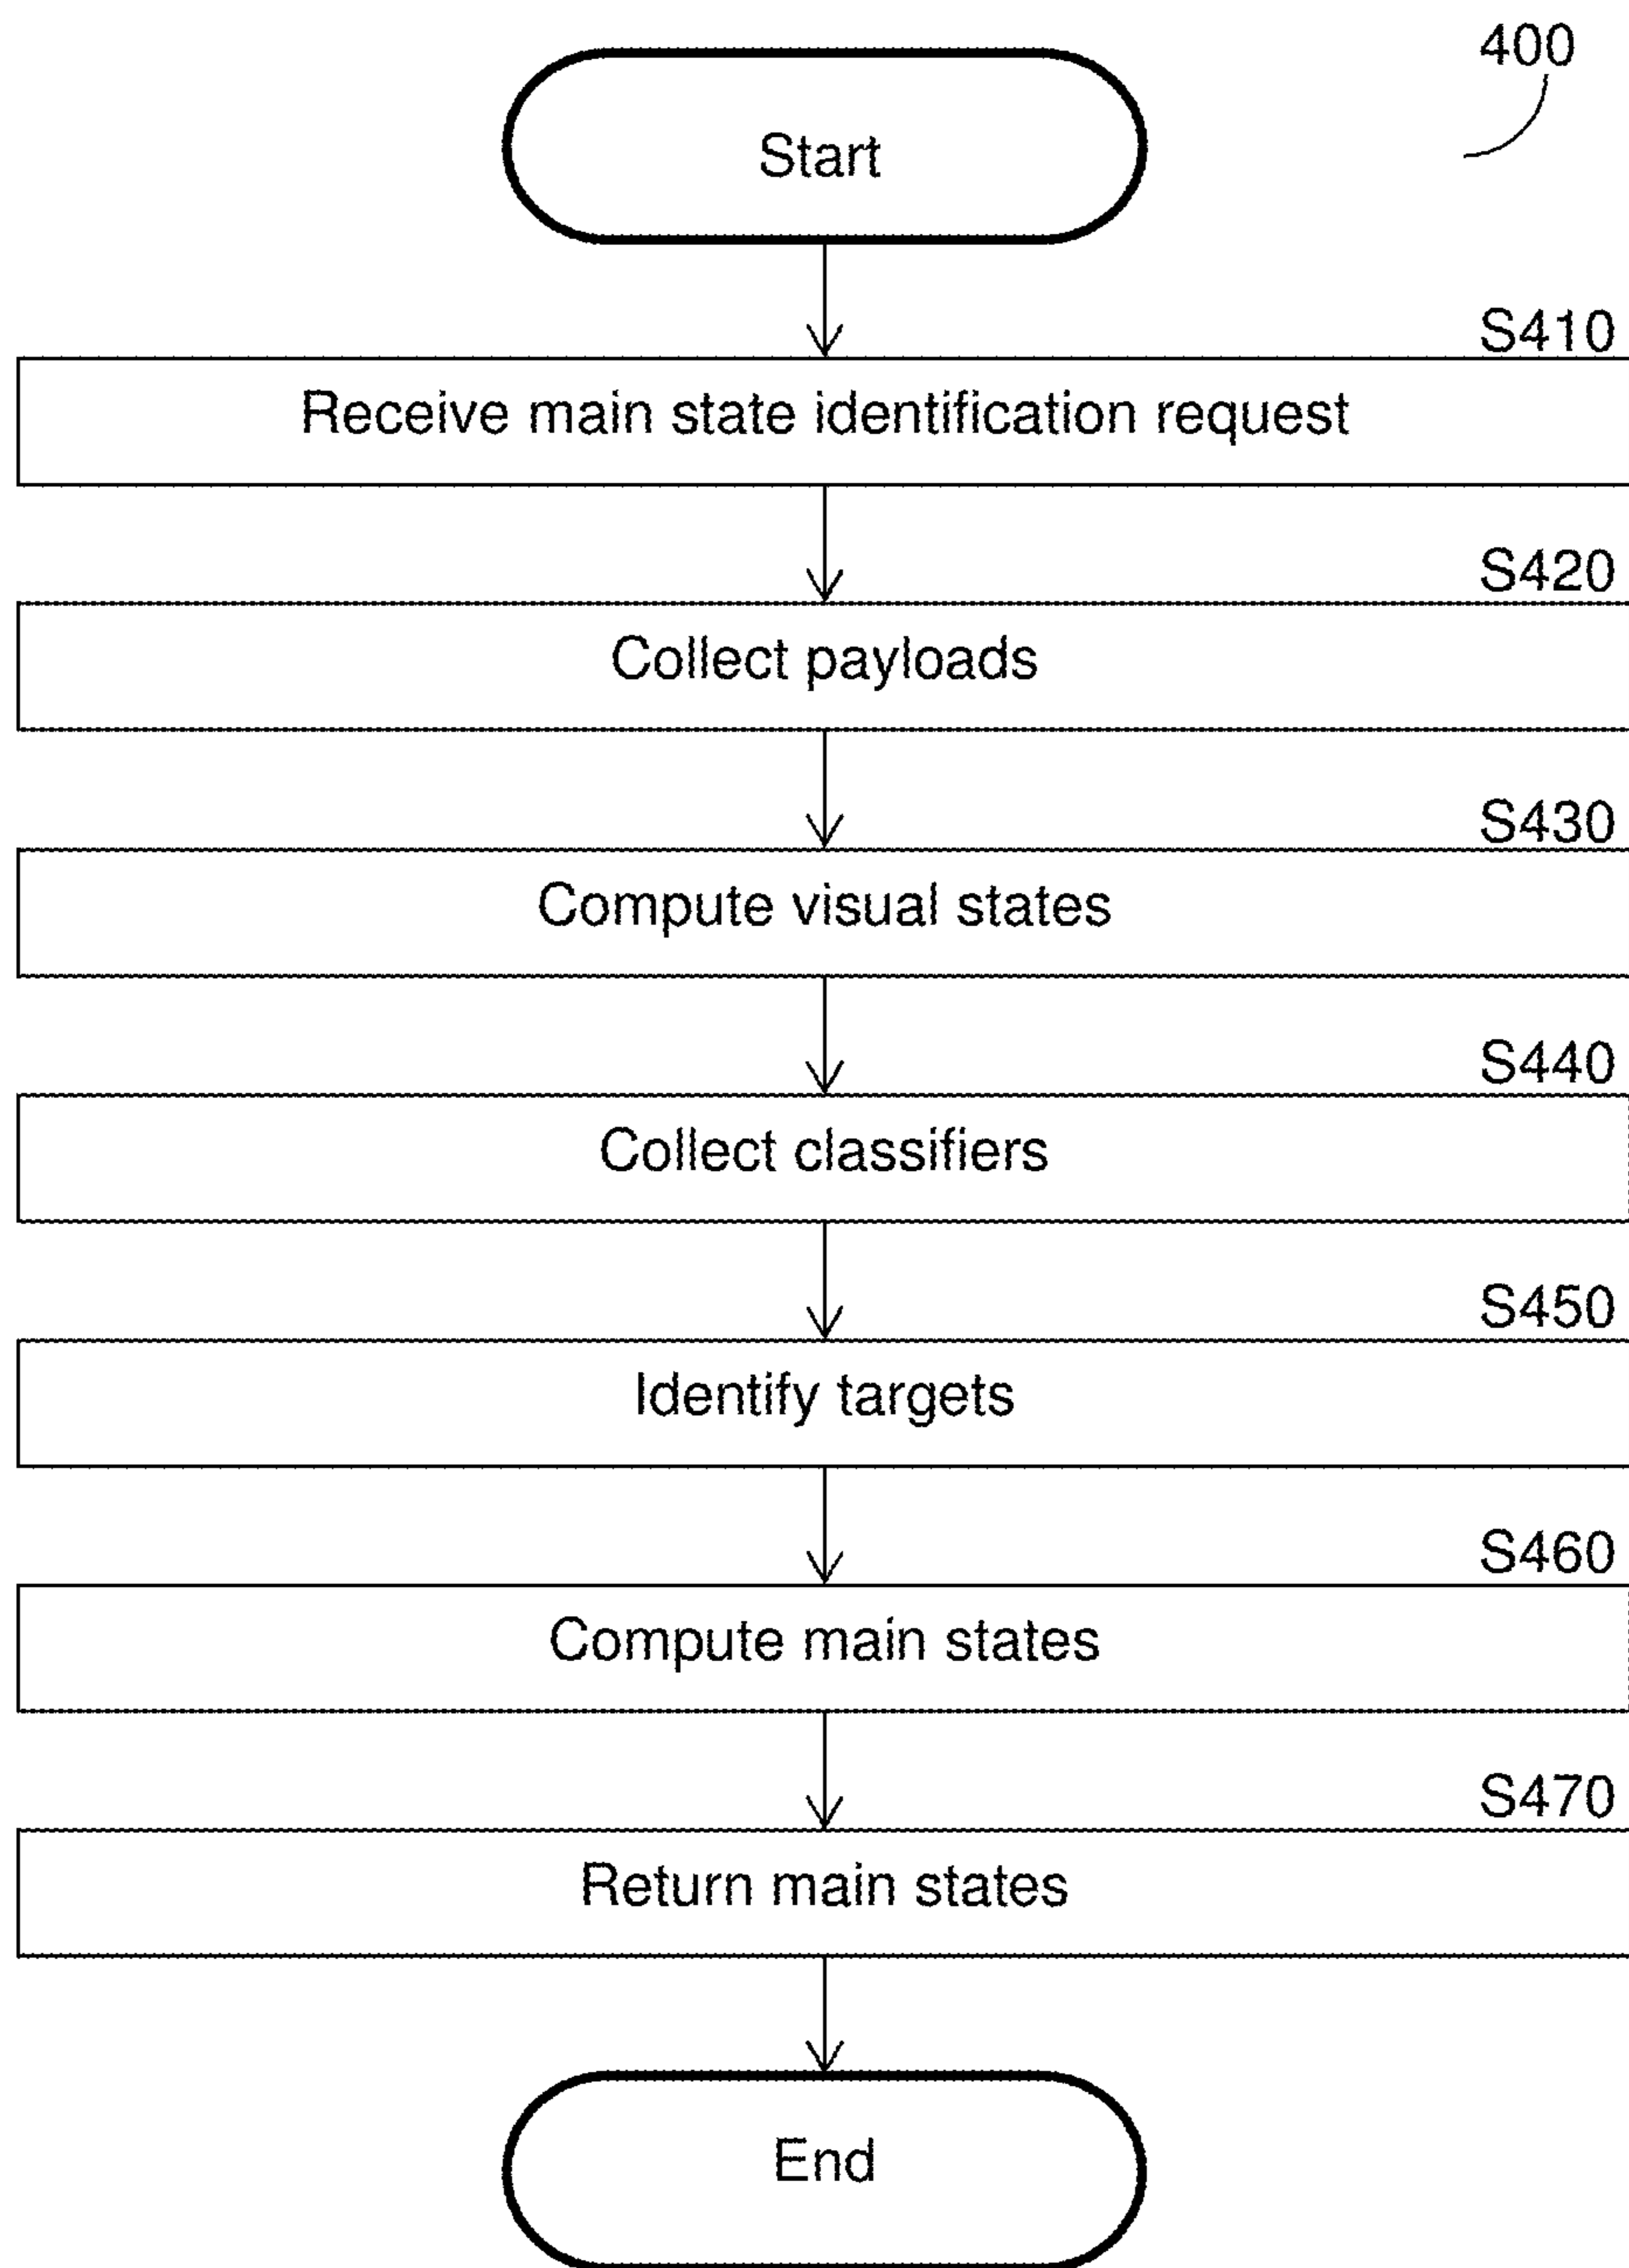 400
Start
S410
Receive main state identification request
S420
Collect payloads
S430
Compute visual states
S440
Collect classifiers
S450
Identify targets
S460
Compute main states
S470
Return main states
End